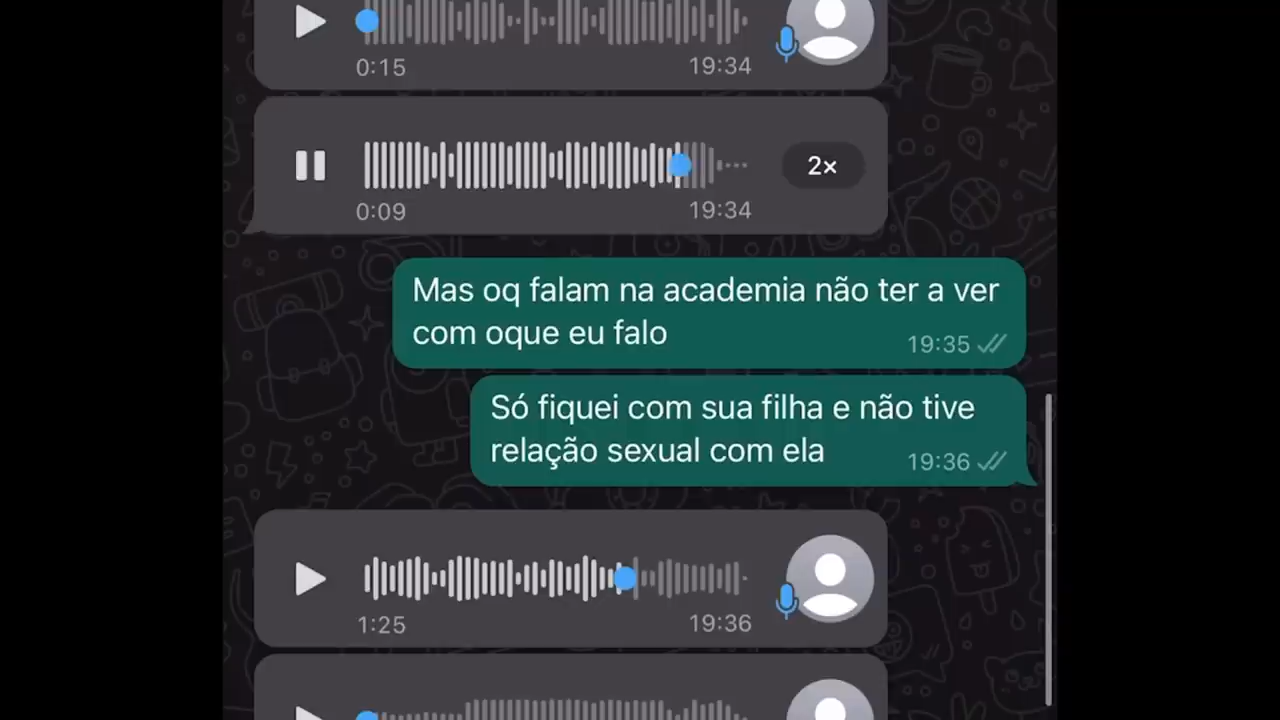 0:15 19:34
2×
0:09 19:34
Mas oq falam na academia não ter a ver
com oque eu falo
19:35
Só fiquei com sua filha e não tive
relação sexual com ela
19:36
1:25 19:36